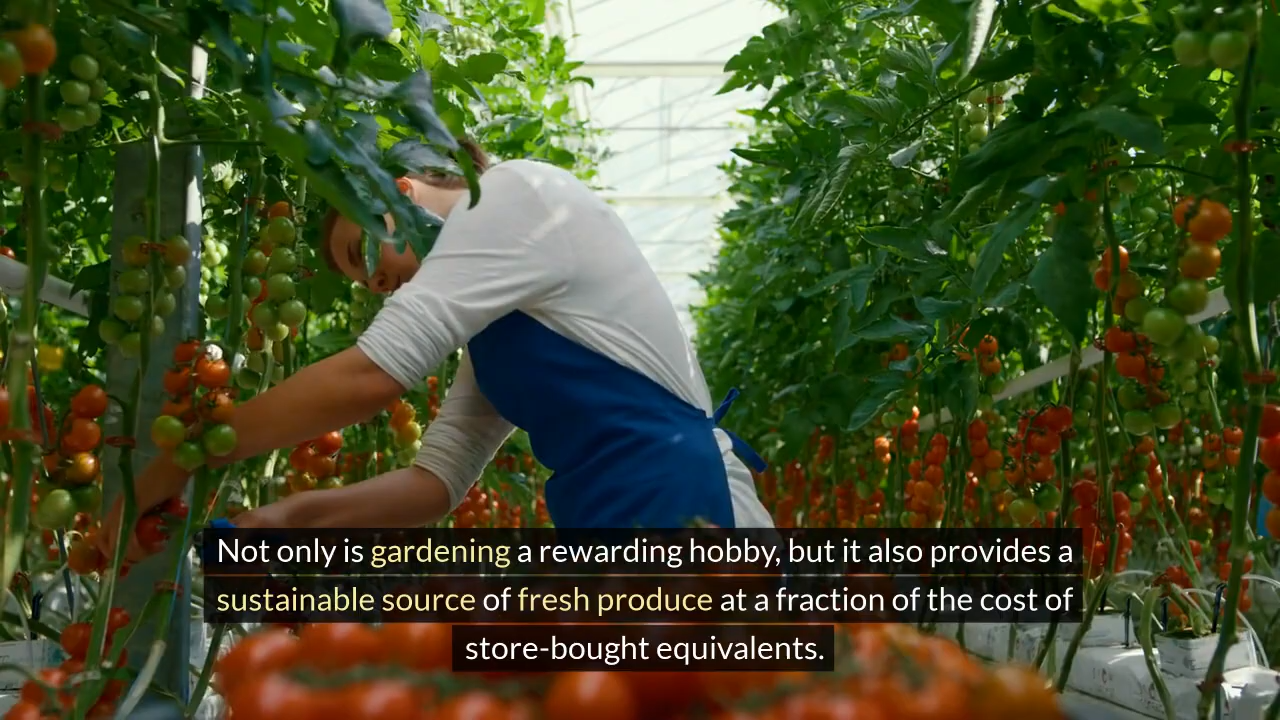 Not only is gardening a rewarding hobby, but it also provides a
sustainable source of fresh produce at a fraction of the cost of
store-bought equivalents.